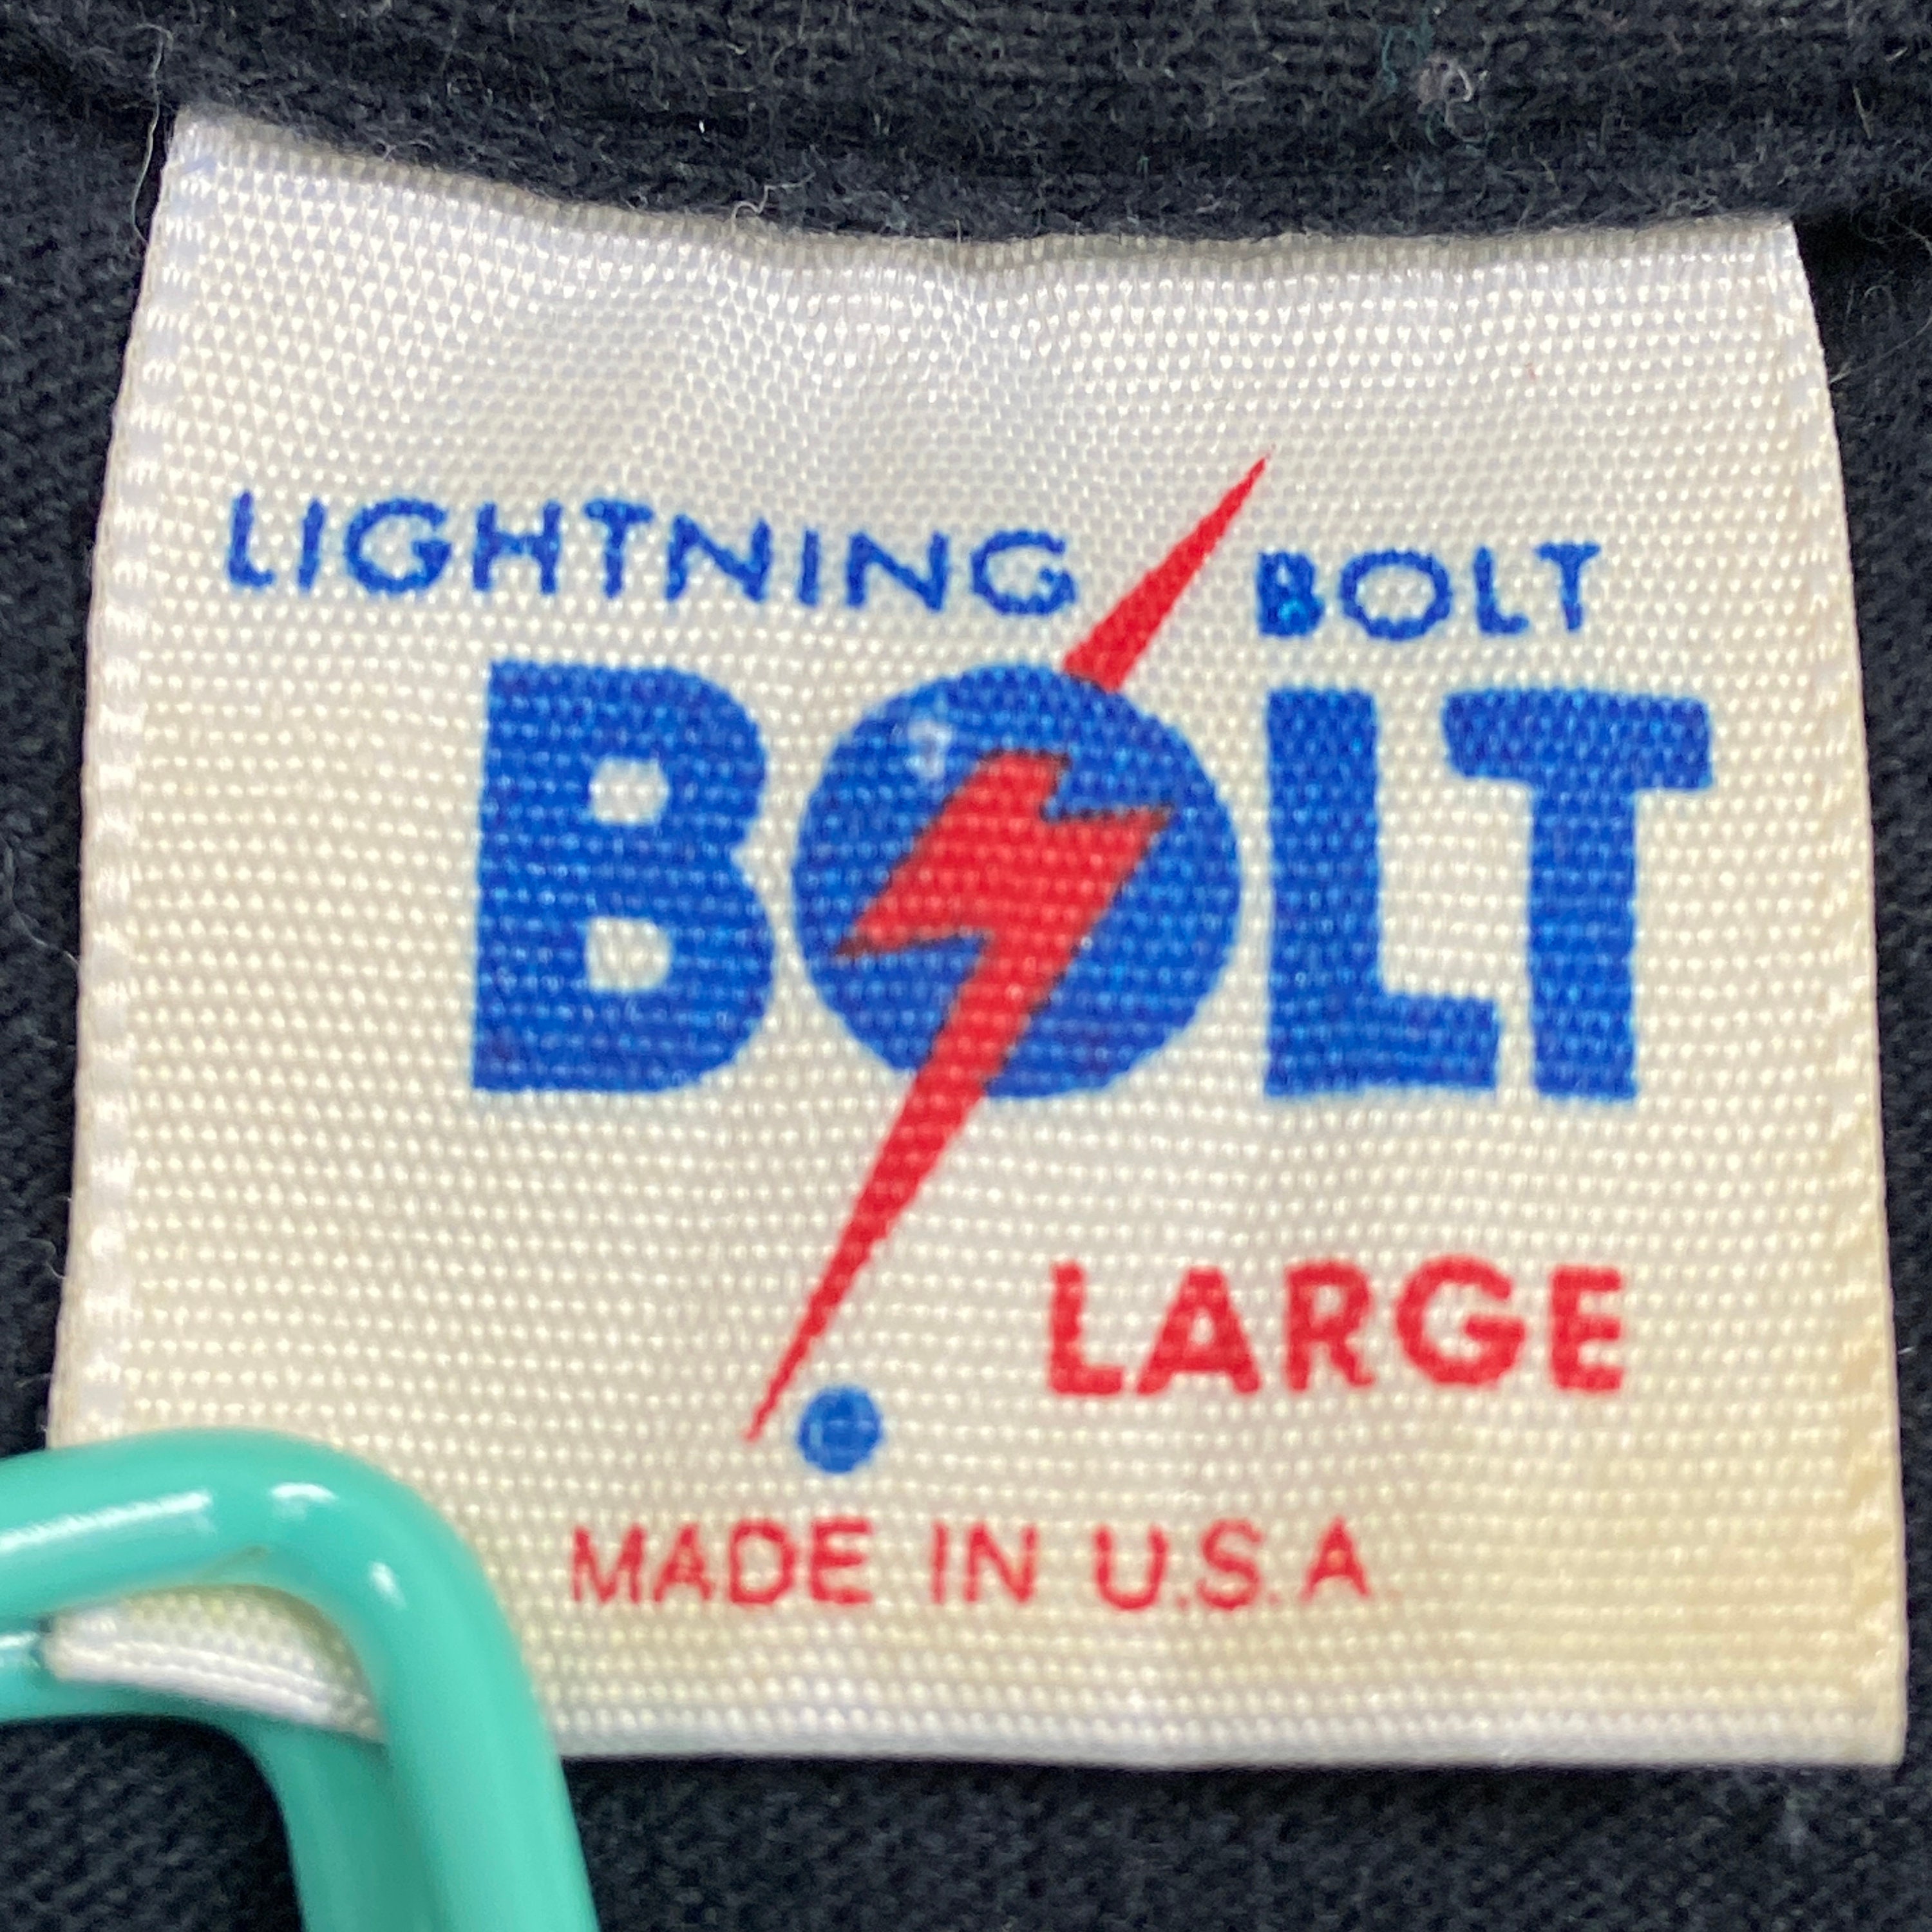 LIGHTNING BOLT
BOLT
LARGE
MADE IN U.S.A.